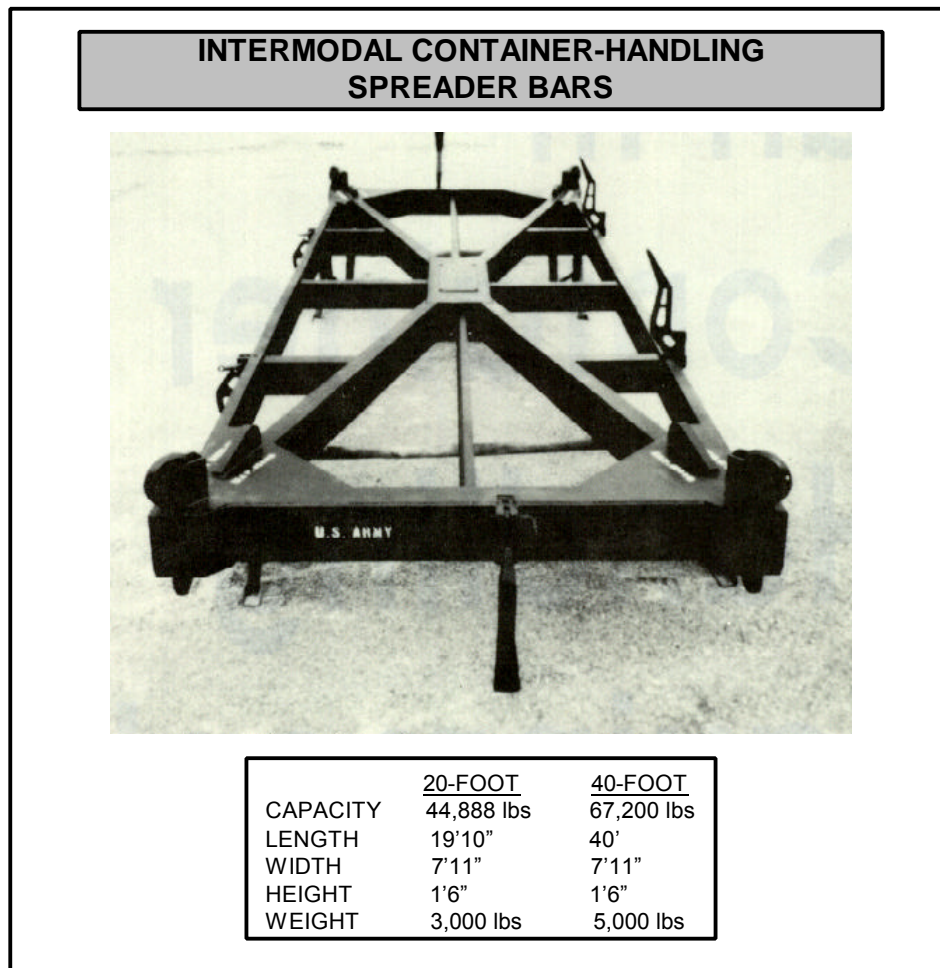 INTERMODAL CONTAINER-HANDLING
SPREADER BARS
U.S. ARMY
20-FOOT 40-FOOT
CAPACITY 44,888 lbs 67,200 lbs
LENGTH 19’10” 40’
WIDTH 7’11” 7’11”
HEIGHT 1’6” 1’6”
WEIGHT 3,000 lbs 5,000 lbs